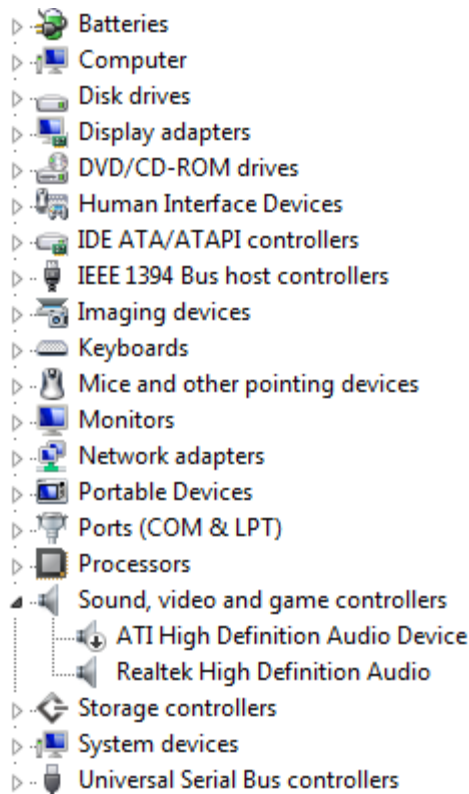 Batteries
Computer
Disk drives
Display adapters
DVD/CD-ROM drives
Human Interface Devices
IDE ATA/ATAPI controllers
IEEE 1394 Bus host controllers
Imaging devices
Keyboards
Mice and other pointing devices
Monitors
Network adapters
Portable Devices
Ports (COM & LPT)
Processors
Sound, video and game controllers
ATI High Definition Audio Device
Realtek High Definition Audio
Storage controllers
System devices
Universal Serial Bus controllers